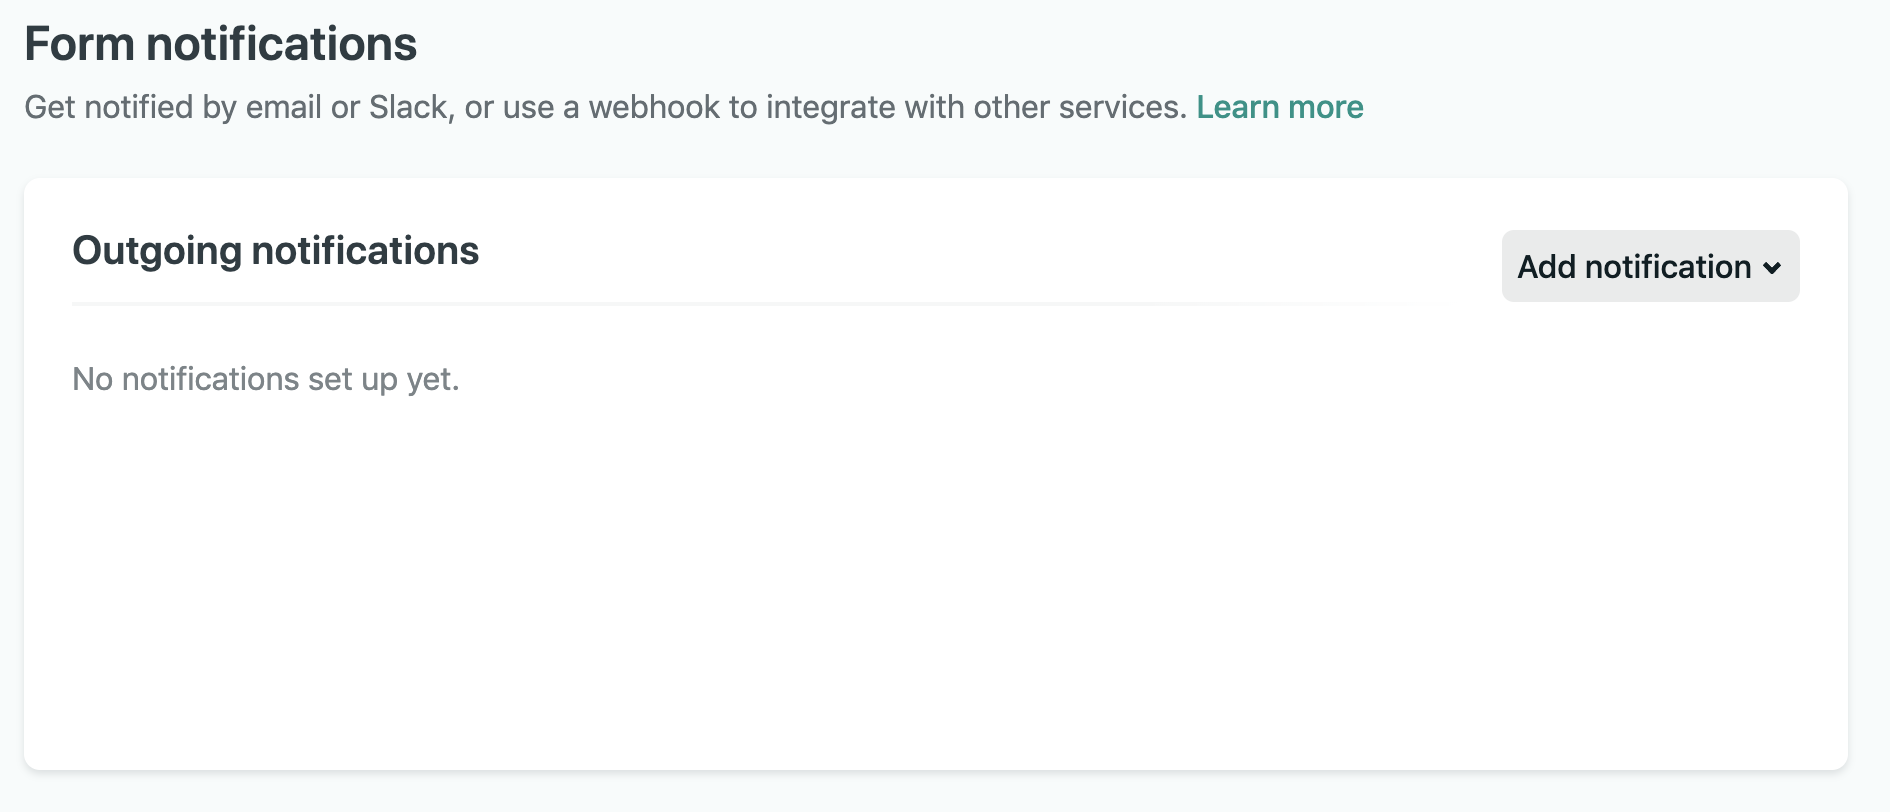 Form notifications
Get notified by email or Slack, or use a webhook to integrate with other services. Learn more
Outgoing notifications
Add notification
No notifications set up yet.